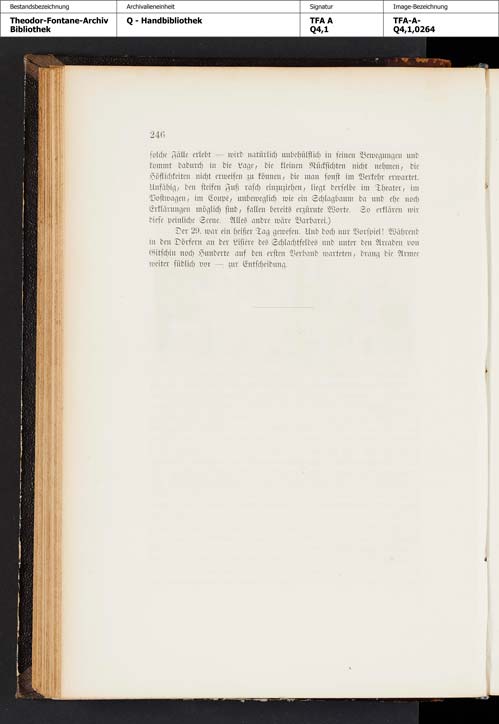 Bestandsbezeichnung
Archivalieneinheit
Signatur
Image-Bezeichnung
Theodor-Fontane-Archiv
Bibliothek
Q - Handbibliothek
TFA A
Q4,1
TFA-A-
Q4,1,0264
246
solche Fälle erlebt — wird natürlich unbehülflich in seinen Bewegungen und
kommt dadurch in die Lage, die kleinen Rücksichten nicht nehmen, die
Höflichkeiten nicht erweisen zu können, die man sonst im Verkehr erwartet.
Unfähig, den steifen Fuß rasch einzuziehen, liegt derselbe im Theater, im
Postwagen, im Coupé, unbeweglich wie ein Schlagbaum da und ehe noch
Erklärungen möglich sind, fallen bereits erzürnte Worte. So erklären wir
diese peinliche Scene. Alles andre wäre Barbarei.)
Der 29. war ein heißer Tag gewesen. Und doch nur Vorspiel! Während
in den Dörfern an der Lisière des Schlachtfeldes und unter den Arcaden von
Gitschin noch Hunderte auf den ersten Verband warteten, drang die Armee
weiter südlich vor — zur Entscheidung.